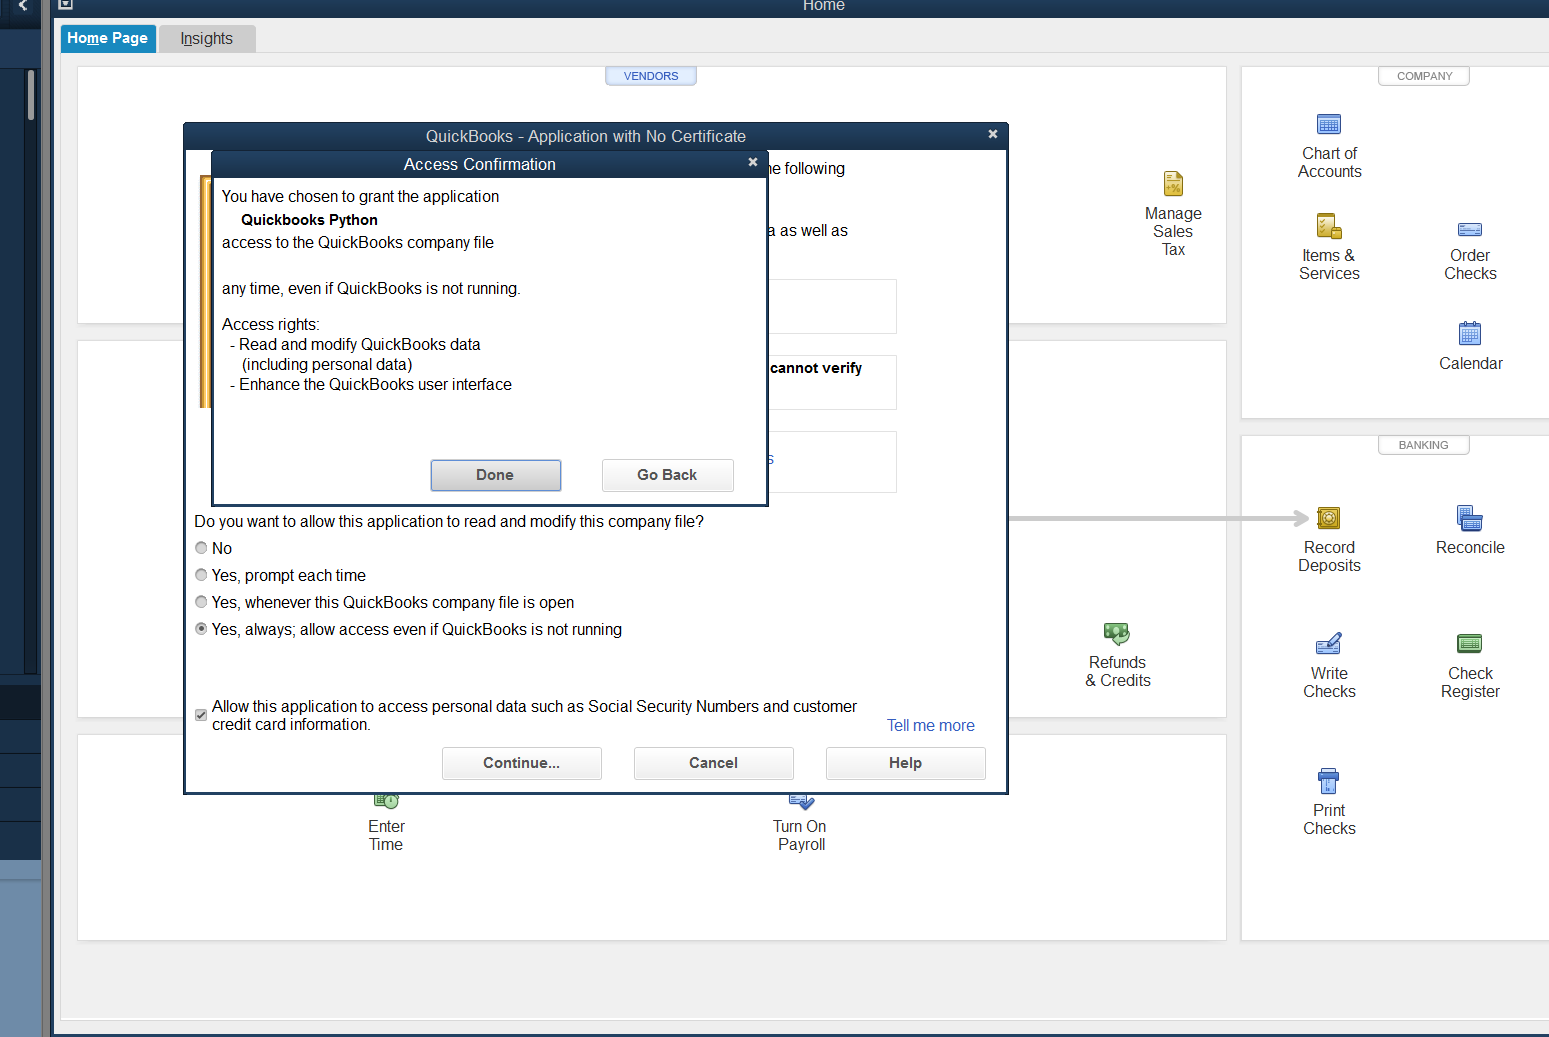 Home
Home Page
Insights
VENDORS
COMPANY
Chart of
Accounts
Manage
Sales
Tax
Items &
Services
Order
Checks
Calendar
QuickBooks - Application with No Certificate
Access Confirmation
You have chosen to grant the application
Quickbooks Python
access to the QuickBooks company file
any time, even if QuickBooks is not running.
Access rights:
- Read and modify QuickBooks data
(including personal data)
- Enhance the QuickBooks user interface
Done
Go Back
following
as well as
cannot verify
Do you want to allow this application to read and modify this company file?
No
Yes, prompt each time
Yes, whenever this QuickBooks company file is open
Yes, always; allow access even if QuickBooks is not running
Allow this application to access personal data such as Social Security Numbers and customer
credit card information.
Tell me more
Continue...
Cancel
Help
BANKING
Record
Deposits
Reconcile
Refunds
& Credits
Write
Checks
Check
Register
Print
Checks
Enter
Time
Turn On
Payroll